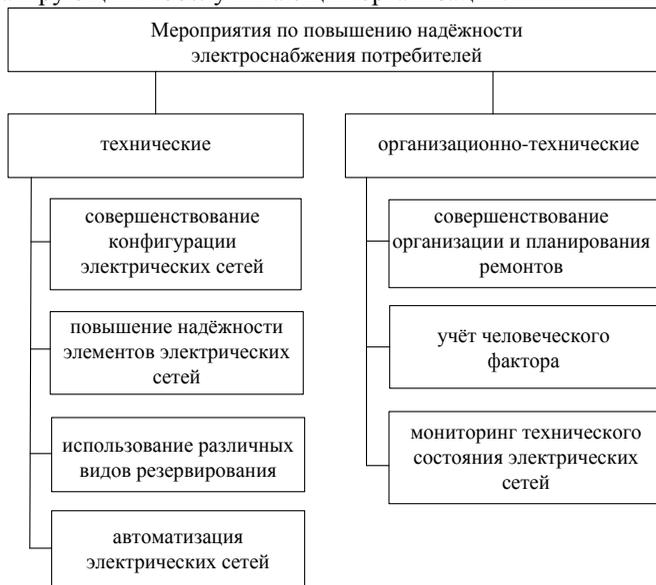 Мероприятия по повышению надёжности
электроснабжения потребителей
технические
организационно-технические
совершенствование
конфигурации
электрических сетей
повышение надёжности
элементов электрических
сетей
использование различных
видов резервирования
автоматизация
электрических сетей
совершенствование
организации и планирования
ремонтов
учёт человеческого
фактора
мониторинг технического
состояния электрических
сетей